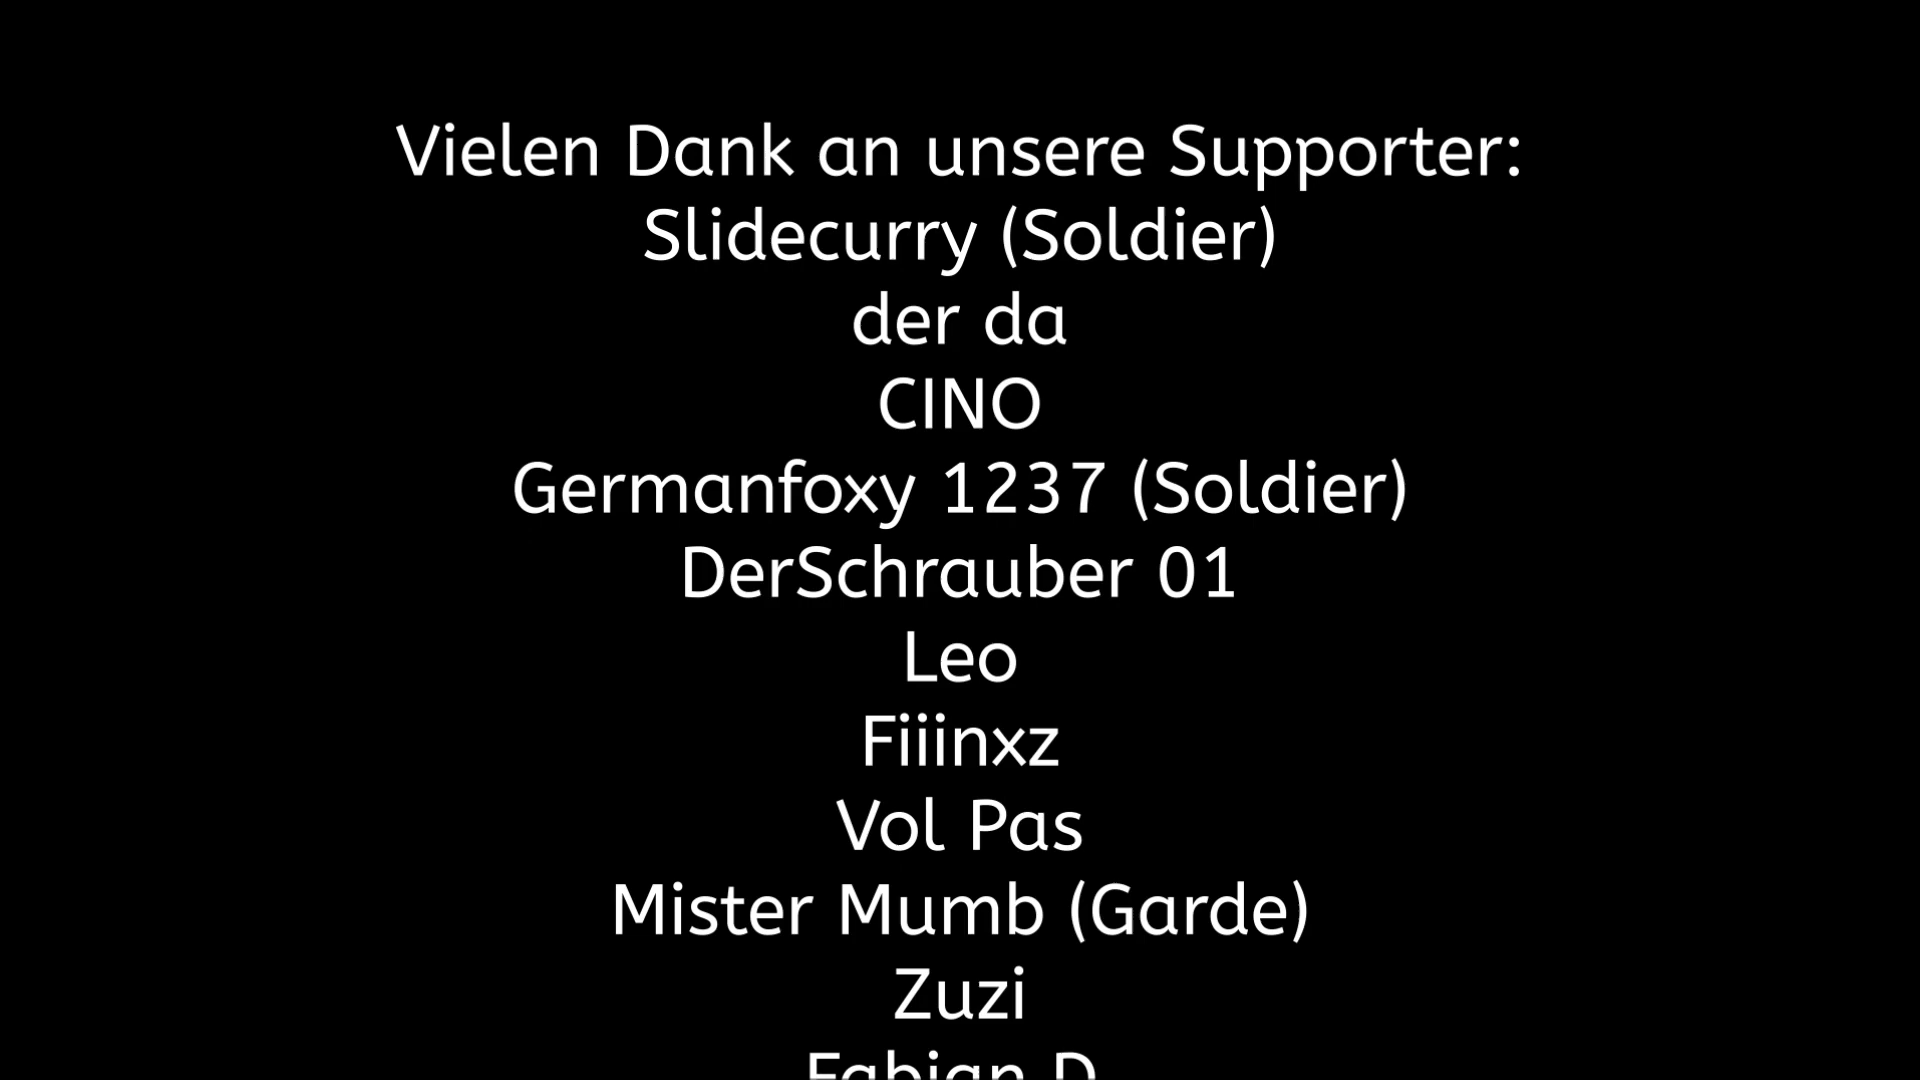 Vielen Dank an unsere Supporter:
Slidecurry (Soldier)
der da
CINO
Germanfoxy 1237 (Soldier)
DerSchrauber 01
Leo
Fiiinxz
Vol Pas
Mister Mumb (Garde)
Zuzi
Fabian D